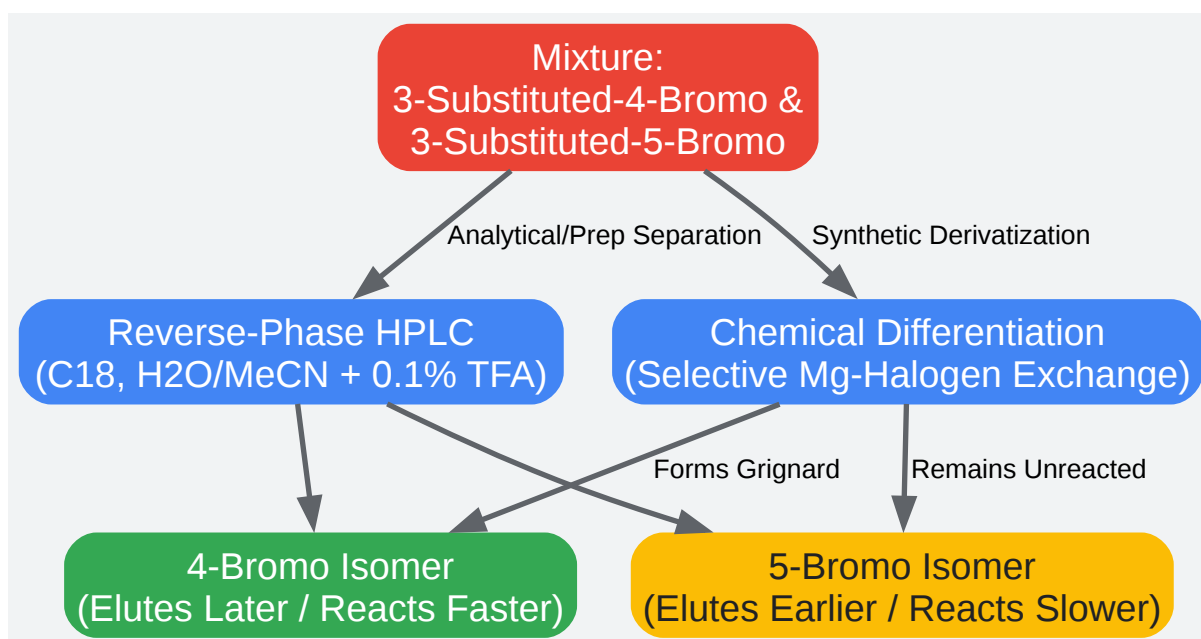 Mixture:
3-Substituted-4-Bromo &
3-Substituted-5-Bromo
Analytical/Prep Separation
Synthetic Derivatization
Reverse-Phase HPLC
(C18, H2O/MeCN + 0.1% TFA)
Chemical Differentiation
(Selective Mg-Halogen Exchange)
Forms Grignard
Remains Unreacted
4-Bromo Isomer
(Elutes Later / Reacts Faster)
5-Bromo Isomer
(Elutes Earlier / Reacts Slower)